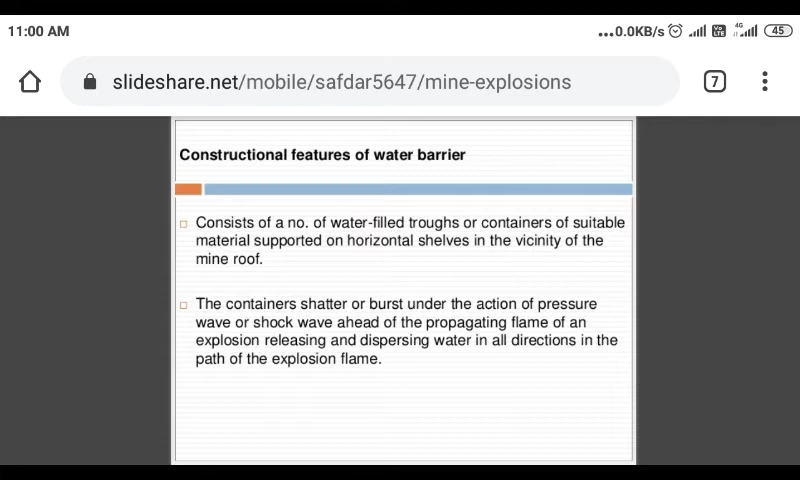 11:00 AM
...0.0KB/s
Vo
LTE
4G
45
slideshare.net/mobile/safdar5647/mine-explosions
7
Constructional features of water barrier
Consists of a no. of water-filled troughs or containers of suitable
material supported on horizontal shelves in the vicinity of the
mine roof.
The containers shatter or burst under the action of pressure
wave or shock wave ahead of the propagating flame of an
explosion releasing and dispersing water in all directions in the
path of the explosion flame.